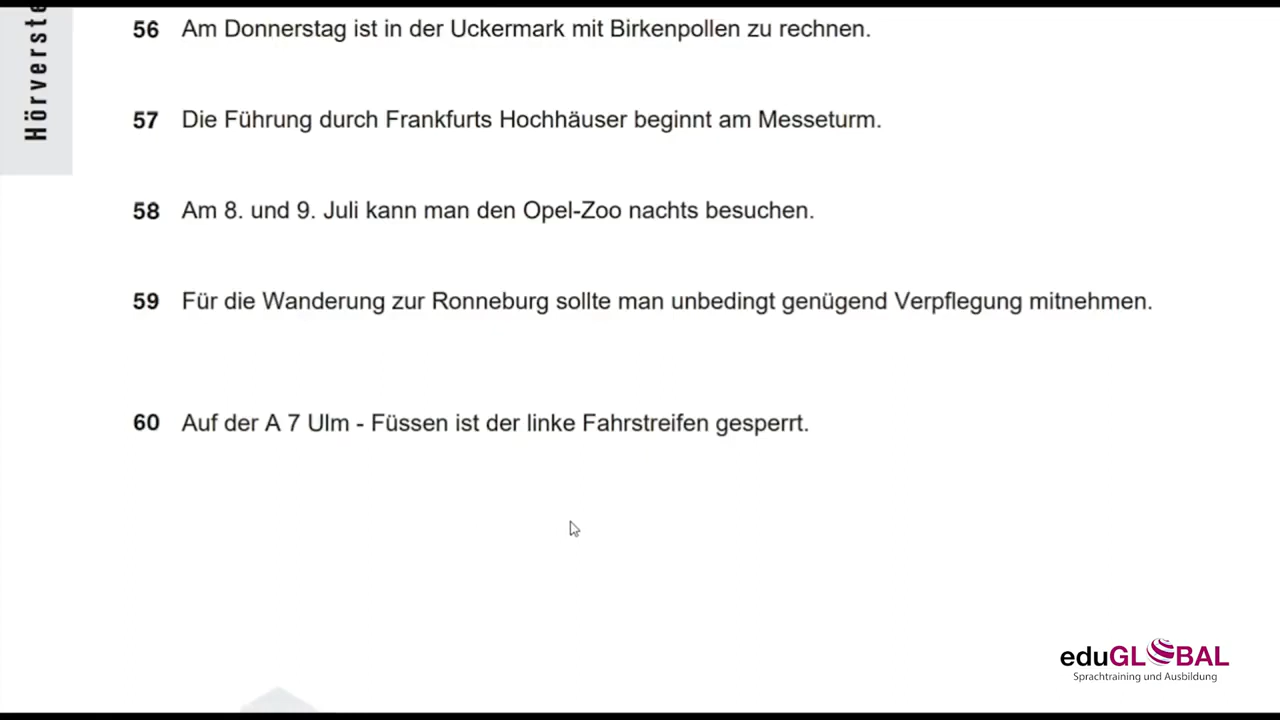 Hörverste
56 Am Donnerstag ist in der Uckermark mit Birkenpollen zu rechnen.
57 Die Führung durch Frankfurts Hochhäuser beginnt am Messeturm.
58 Am 8. und 9. Juli kann man den Opel-Zoo nachts besuchen.
59 Für die Wanderung zur Ronneburg sollte man unbedingt genügend Verpflegung mitnehmen.
60 Auf der A 7 Ulm - Füssen ist der linke Fahrstreifen gesperrt.
eduGLOBAL
Sprachtraining und Ausbildung